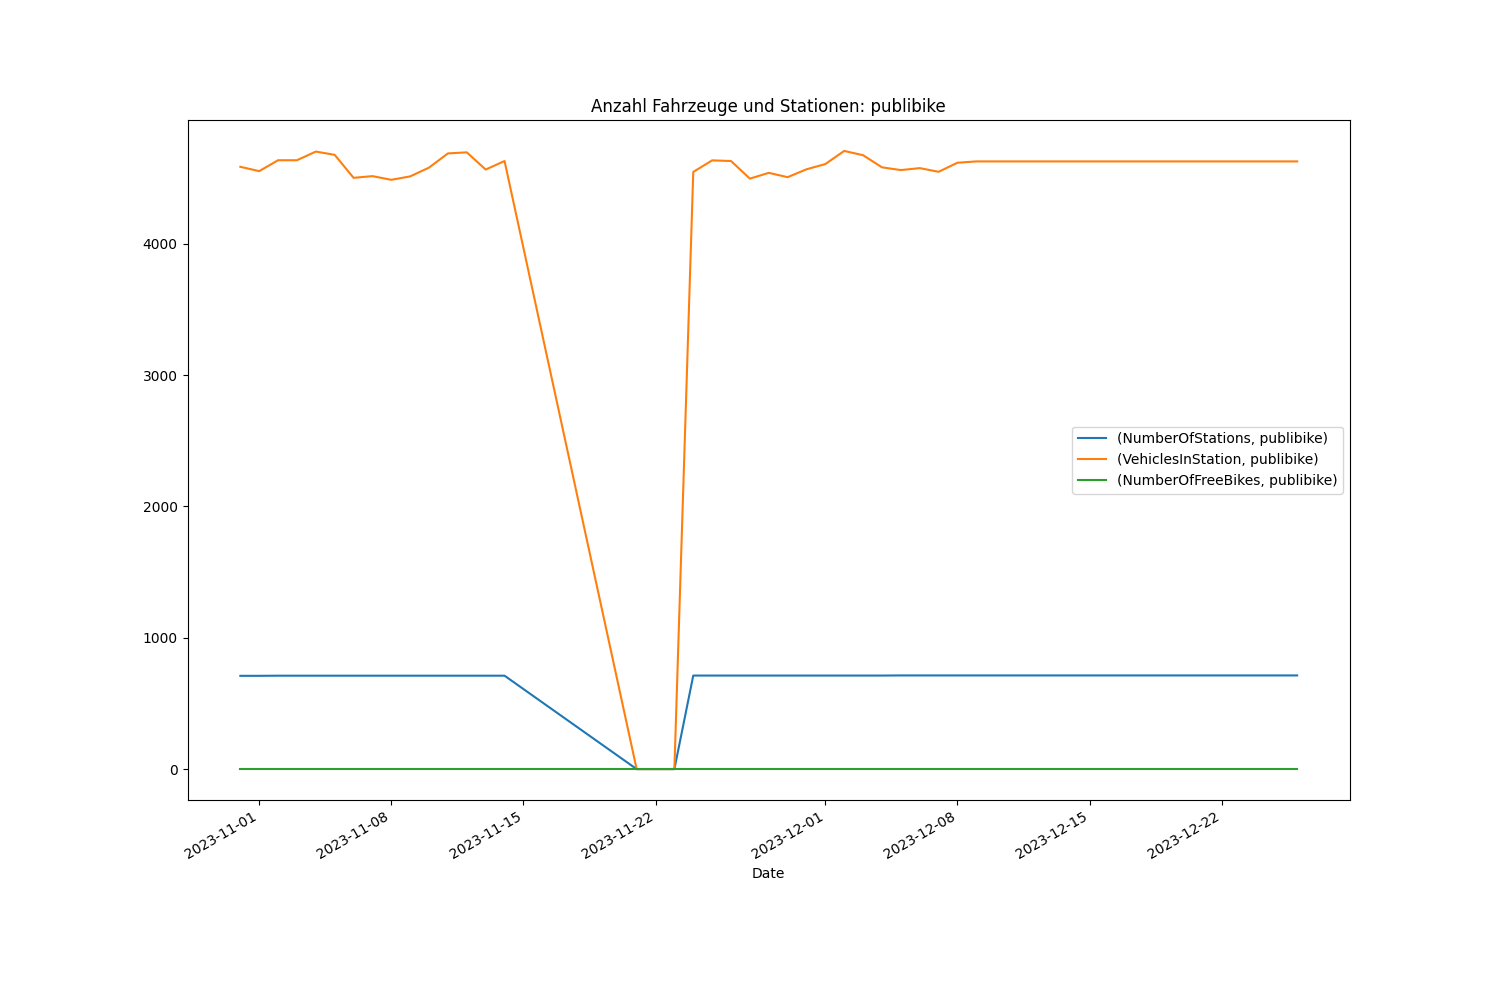 Anzahl Fahrzeuge und Stationen: publibike
4000
3000
2000
1000
0
(NumberOfStations, publibike)
(VehiclesInStation, publibike)
(NumberOfFreeBikes, publibike)
2023-11-01
2023-11-08
2023-11-15
2023-11-22
2023-12-01
2023-12-08
2023-12-15
2023-12-22
Date